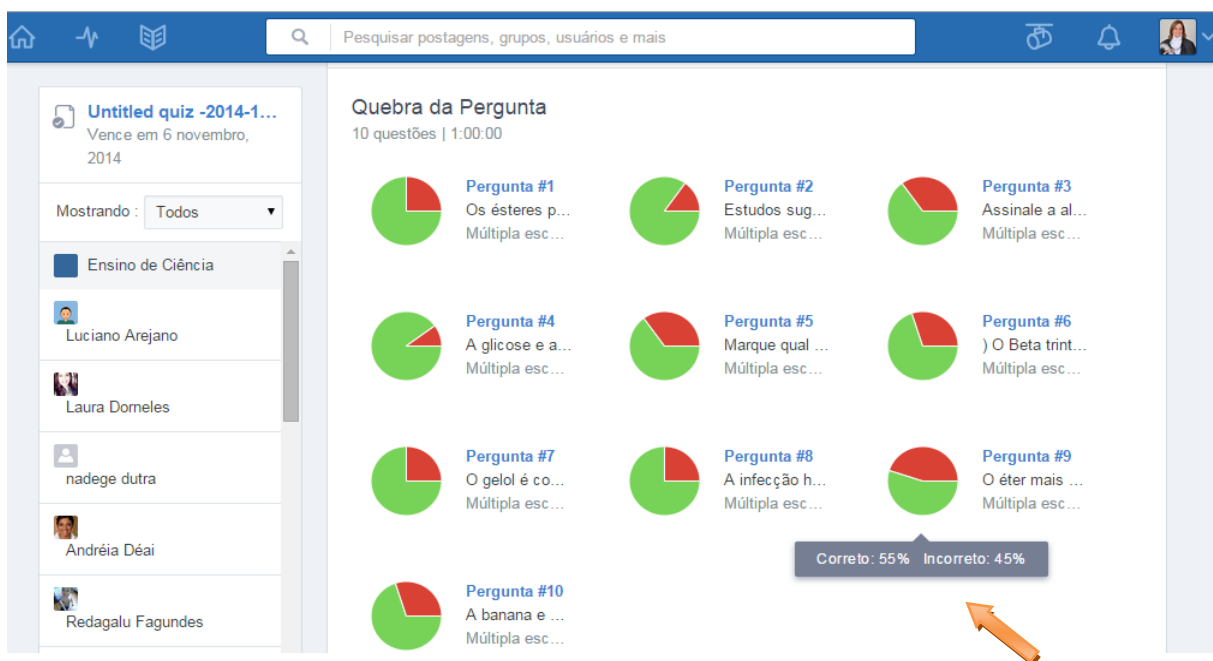 Pesquisar postagens, grupos, usuários e mais
Untitled quiz -2014-1...
Vence em 6 novembro,
2014
Mostrando : Todos
Ensino de Ciência
Luciano Arejano
Laura Dorneles
nadege dutra
Andréia Déai
Redagalu Fagundes
Quebra da Pergunta
10 questões | 1:00:00
Pergunta #1
Os ésteres p...
Múltipla esc...
Pergunta #2
Estudos sug...
Múltipla esc...
Pergunta #3
Assinale a al...
Múltipla esc...
Pergunta #4
A glicose e a...
Múltipla esc...
Pergunta #5
Marque qual ...
Múltipla esc...
Pergunta #6
) O Beta trint...
Múltipla esc...
Pergunta #7
O gelol é co...
Múltipla esc...
Pergunta #8
A infecção h...
Múltipla esc...
Pergunta #9
O éter mais ...
Múltipla esc...
Correto: 55% Incorreto: 45%
Pergunta #10
A banana e ...
Múltipla esc...